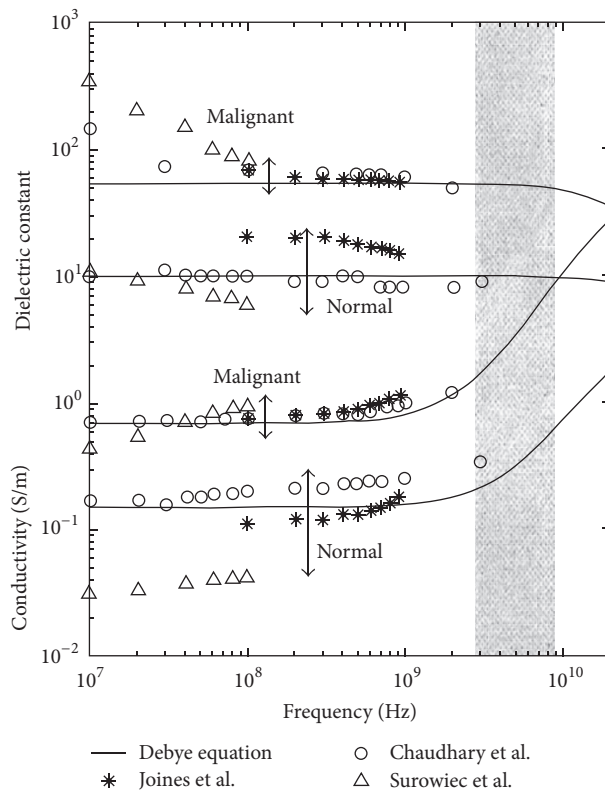 Dielectric constant
Conductivity (S/m)
10³
10²
10¹
10⁰
10⁻¹
10⁻²
Malignant
Normal
Malignant
Normal
10⁷ 10⁸ 10⁹ 10¹⁰
Frequency (Hz)
Debye equation
Joines et al.
Chaudhary et al.
Surowiec et al.